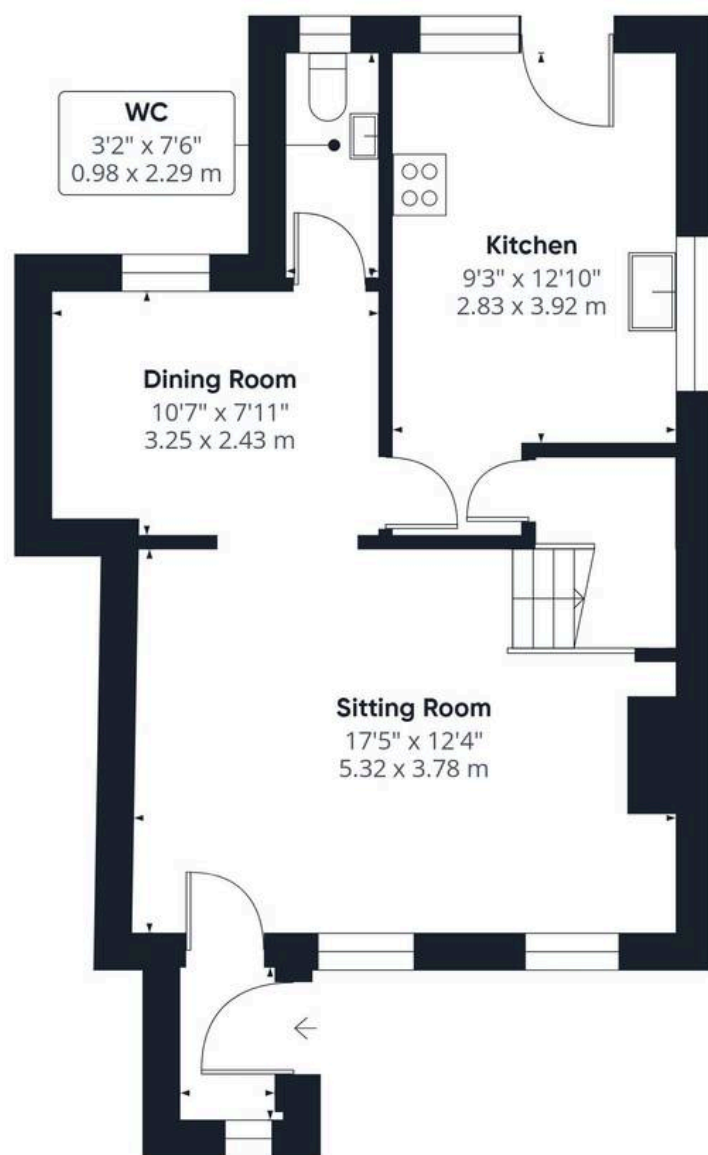 WC
3'2" x 7'6"
0.98 x 2.29 m
Kitchen
9'3" x 12'10"
2.83 x 3.92 m
Dining Room
10'7" x 7'11"
3.25 x 2.43 m
Sitting Room
17'5" x 12'4"
5.32 x 3.78 m